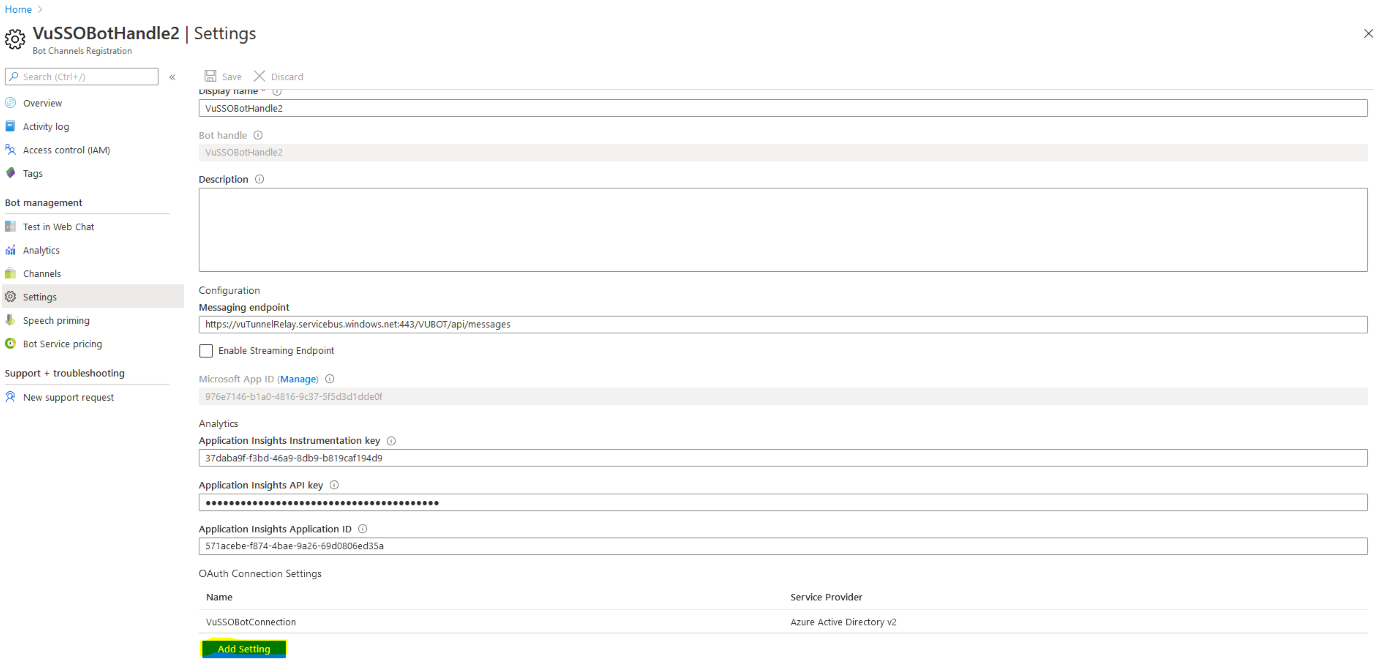 Home
VuSSOBotHandle2 | Settings
Bot Channels Registration
Search (Ctrl+/)
Overview
Activity log
Access control (IAM)
Tags
Bot management
Test in Web Chat
Analytics
Channels
Settings
Speech priming
Bot Service pricing
Support + troubleshooting
New support request
Save Discard
Display name *
VuSSOBotHandle2
Bot handle
VuSSOBotHandle2
Description
Configuration
Messaging endpoint
https://vuTunnelRelay.servicebus.windows.net:443/VUBOT/api/messages
Enable Streaming Endpoint
Microsoft App ID (Manage)
976e7146-b1a0-4816-9c37-5f5d3d1dde0f
Analytics
Application Insights Instrumentation key
37daba9f-f3bd-46a9-8db9-b819caf194d9
Application Insights API key
Application Insights Application ID
571acebe-f874-4bae-9a26-69d0806ed35a
OAuth Connection Settings
Name Service Provider
VuSSOBotConnection Azure Active Directory v2
Add Setting